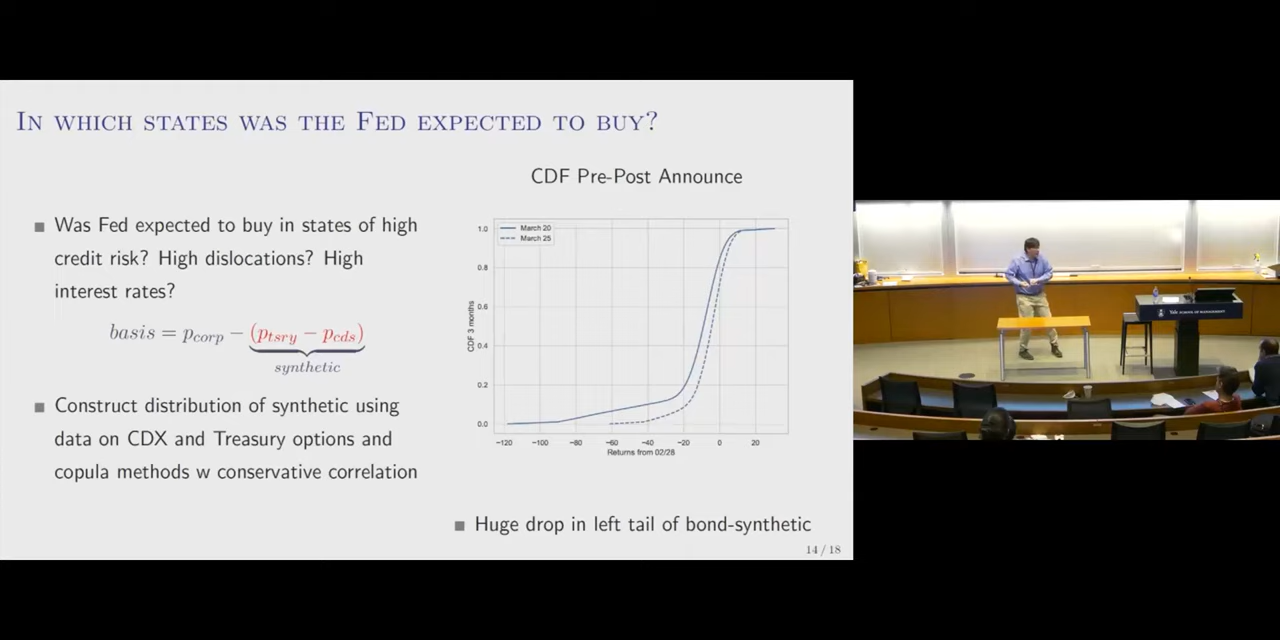 In which states was the Fed expected to buy?
CDF Pre-Post Announce
■ Was Fed expected to buy in states of high
credit risk? High dislocations? High
interest rates?
basis = p_corp − (p_tsry − p_cds)
synthetic
■ Construct distribution of synthetic using
data on CDX and Treasury options and
copula methods w conservative correlation
March 20
March 25
CDF 3 months
1.0
0.8
0.6
0.4
0.2
0.0
−120 −100 −80 −60 −40 −20 0 20
Returns from 02/28
■ Huge drop in left tail of bond-synthetic
14 / 18
Yale SCHOOL OF MANAGEMENT